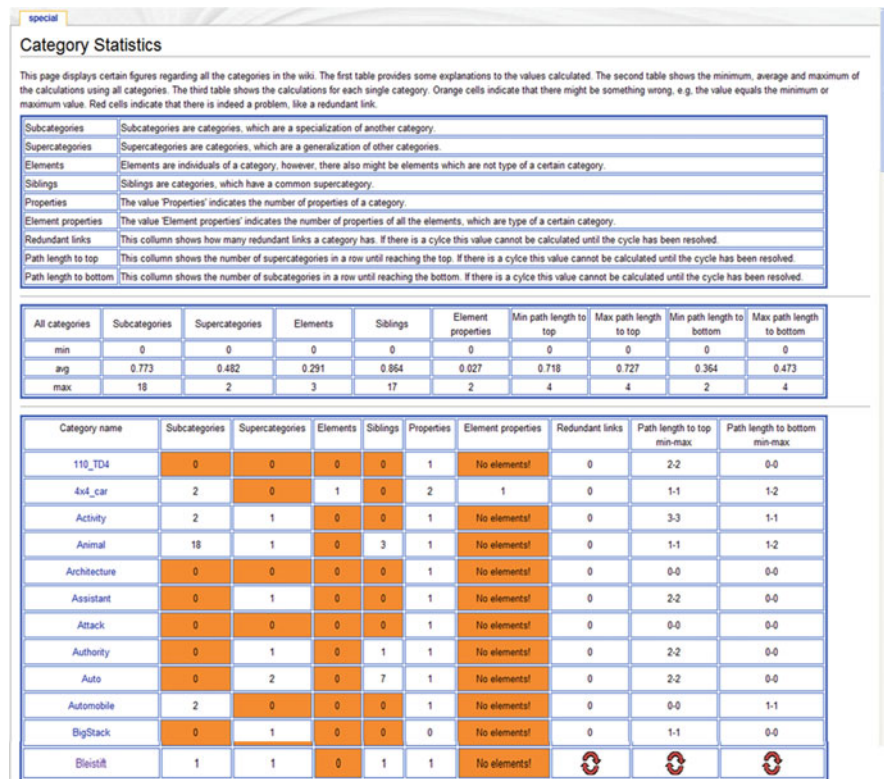 special
Category Statistics
This page displays certain figures regarding all the categories in the wiki. The first table provides some explanations to the values calculated. The second table shows the minimum, average and maximum of
the calculations using all categories. The third table shows the calculations for each single category. Orange cells indicate that there might be something wrong, e.g. the value equals the minimum or
maximum value. Red cells indicate that there is indeed a problem, like a redundant link.
Subcategories Subcategories are categories, which are a specialization of another category.
Supercategories Supercategories are categories, which are a generalization of other categories.
Elements Elements are individuals of a category, however, there also might be elements which are not type of a certain category.
Siblings Siblings are categories, which have a common supercategory.
Properties The value 'Properties' indicates the number of properties of a category.
Element properties The value 'Element properties' indicates the number of properties of all the elements, which are type of a certain category.
Redundant links This collumn shows how many redundant links a category has. If there is a cylce this value cannot be calculated until the cycle has been resolved.
Path length to top This column shows the number of supercategories in a row until reaching the top. If there is a cylce this value cannot be calculated until the cycle has been resolved.
Path length to bottom This column shows the number of subcategories in a row until reaching the bottom. If there is a cylce this value cannot be calculated until the cycle has been resolved.
All categories Subcategories Supercategories Elements Siblings Element properties Min path length to top Max path length to top Min path length to bottom Max path length to bottom
min 0 0 0 0 0 0 0 0 0
avg 0.773 0.482 0.291 0.864 0.027 0.718 0.727 0.364 0.473
max 18 2 3 17 2 4 4 2 4
Category name Subcategories Supercategories Elements Siblings Properties Element properties Redundant links Path length to top min-max Path length to bottom min-max
110_TD4 0 0 0 0 1 No elements! 0 2-2 0-0
4x4_car 2 0 1 0 2 1 0 1-1 1-2
Activity 2 1 0 0 1 No elements! 0 3-3 1-1
Animal 18 1 0 3 1 No elements! 0 1-1 1-2
Architecture 0 0 0 0 1 No elements! 0 0-0 0-0
Assistant 0 1 0 0 1 No elements! 0 2-2 0-0
Attack 0 0 0 0 1 No elements! 0 0-0 0-0
Authority 0 1 0 1 1 No elements! 0 2-2 0-0
Auto 0 2 0 7 1 No elements! 0 2-2 0-0
Automobile 2 0 0 0 1 No elements! 0 0-0 1-1
BigStack 0 1 0 0 0 No elements! 0 1-1 0-0
Bleistift 1 1 0 1 1 No elements!